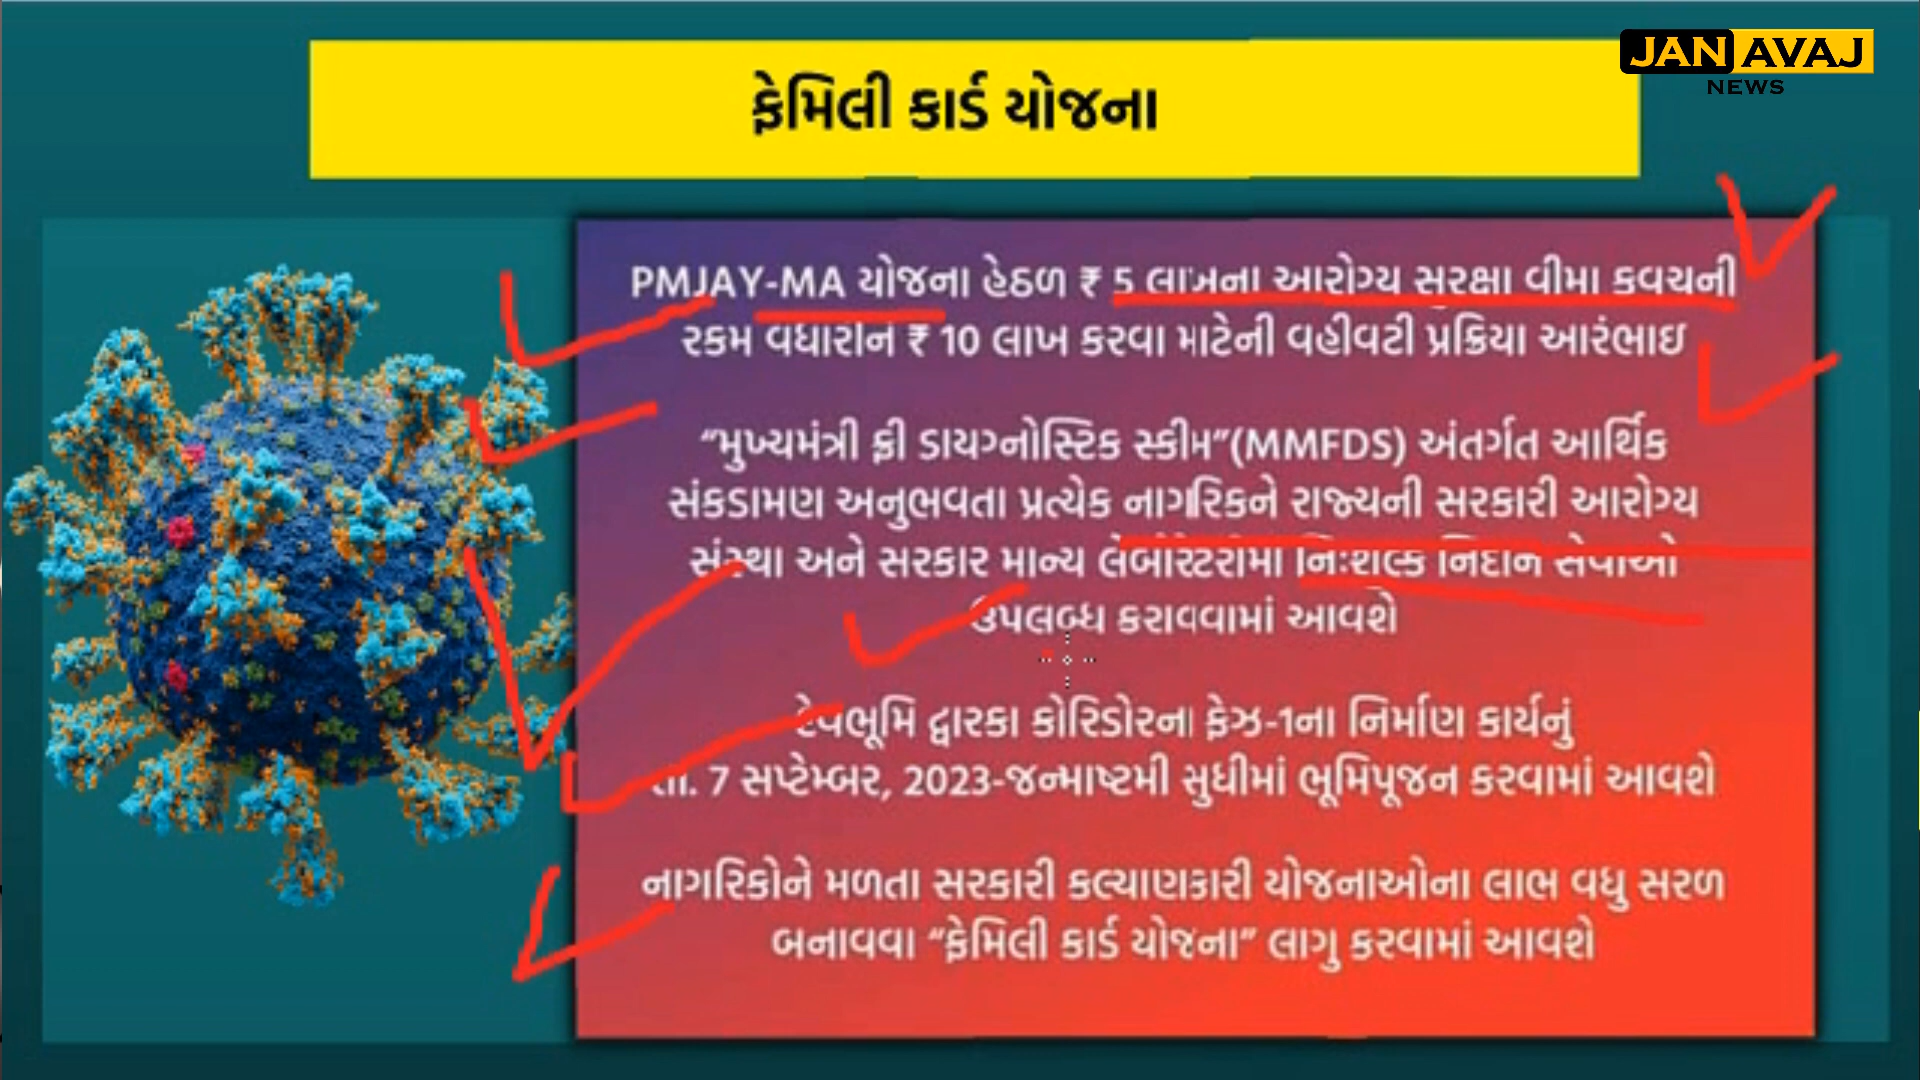 JAN AVAJ
NEWS
ફેમિલી કાર્ડ યોજના
PMJAY-MA યોજના હેઠળ ₹ 5 લાખના આરોગ્ય સુરક્ષા વીમા કવચની
રકમ વધારીને ₹ 10 લાખ કરવા માટેની વહીવટી પ્રક્રિયા આરંભાઇ
“મુખ્યમંત્રી ફ્રી ડાયગ્નોસ્ટિક સ્કીમ”(MMFDS) અંતર્ગત આર્થિક
સંકડામણ અનુભવતા પ્રત્યેક નાગરિકને રાજ્યની સરકારી આરોગ્ય
સંસ્થા અને સરકાર માન્ય લેબોરેટરીમાં નિઃશુલ્ક નિદાન સેવાઓ
ઉપલબ્ધ કરાવવામાં આવશે
દેવભૂમિ દ્વારકા કોરિડોરના ફેઝ-1ના નિર્માણ કાર્યનું
તા. 7 સપ્ટેમ્બર, 2023-જન્માષ્ટમી સુધીમાં ભૂમિપૂજન કરવામાં આવશે
નાગરિકોને મળતા સરકારી કલ્યાણકારી યોજનાઓના લાભ વધુ સરળ
બનાવવા “ફેમિલી કાર્ડ યોજના” લાગુ કરવામાં આવશે